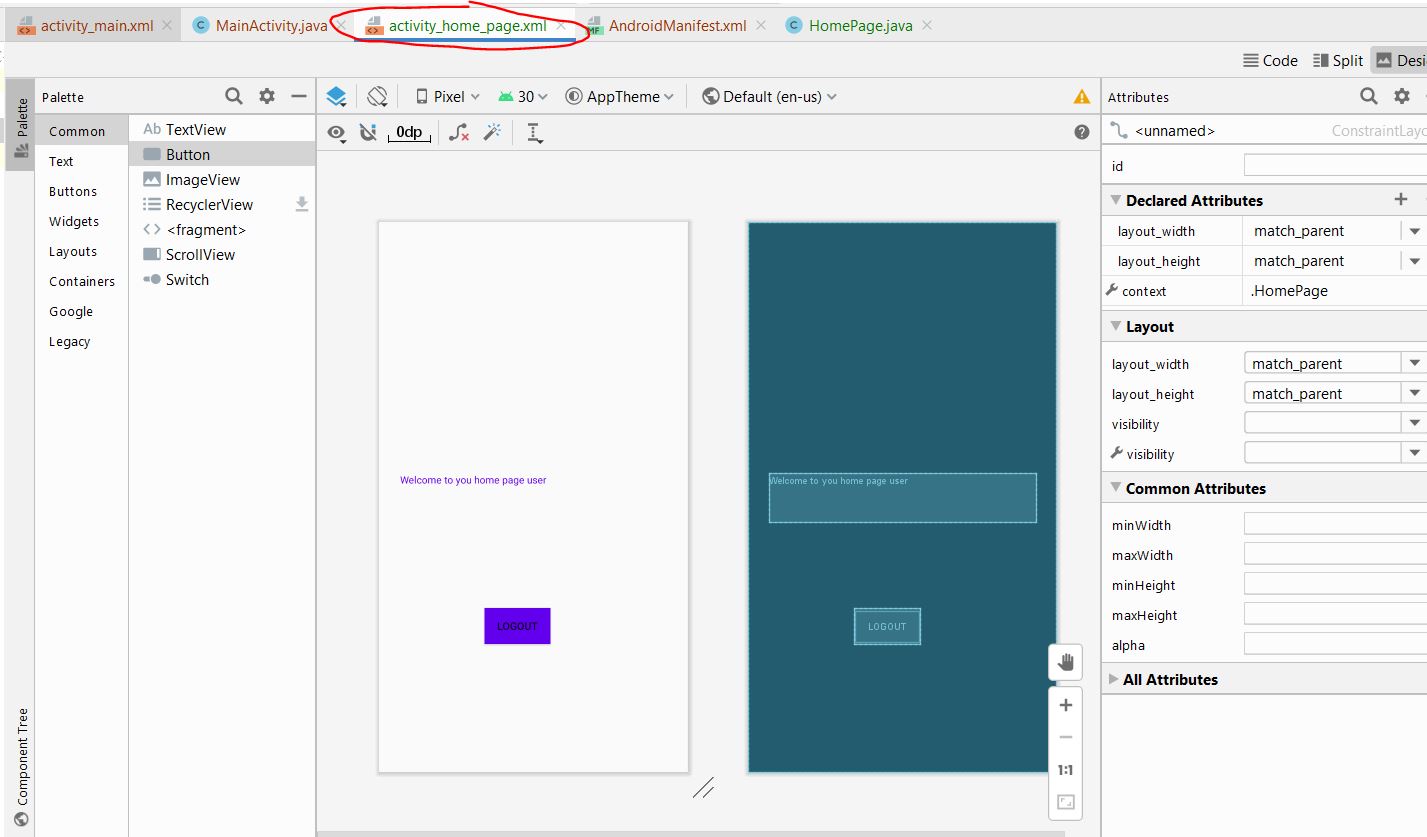 activity_main.xml MainActivity.java activity_home_page.xml AndroidManifest.xml HomePage.java
Code Split Desi
Palette
Palette
Common
Text
Buttons
Widgets
Layouts
Containers
Google
Legacy
Ab TextView
Button
ImageView
RecyclerView
<fragment>
ScrollView
Switch
Component Tree
Pixel 30 AppTheme Default (en-us)
0dp
Welcome to you home page user
LOGOUT
Welcome to you home page user
LOGOUT
1:1
Attributes
<unnamed> ConstraintLayo
id
Declared Attributes
layout_width match_parent
layout_height match_parent
context .HomePage
Layout
layout_width match_parent
layout_height match_parent
visibility
visibility
Common Attributes
minWidth
maxWidth
minHeight
maxHeight
alpha
All Attributes